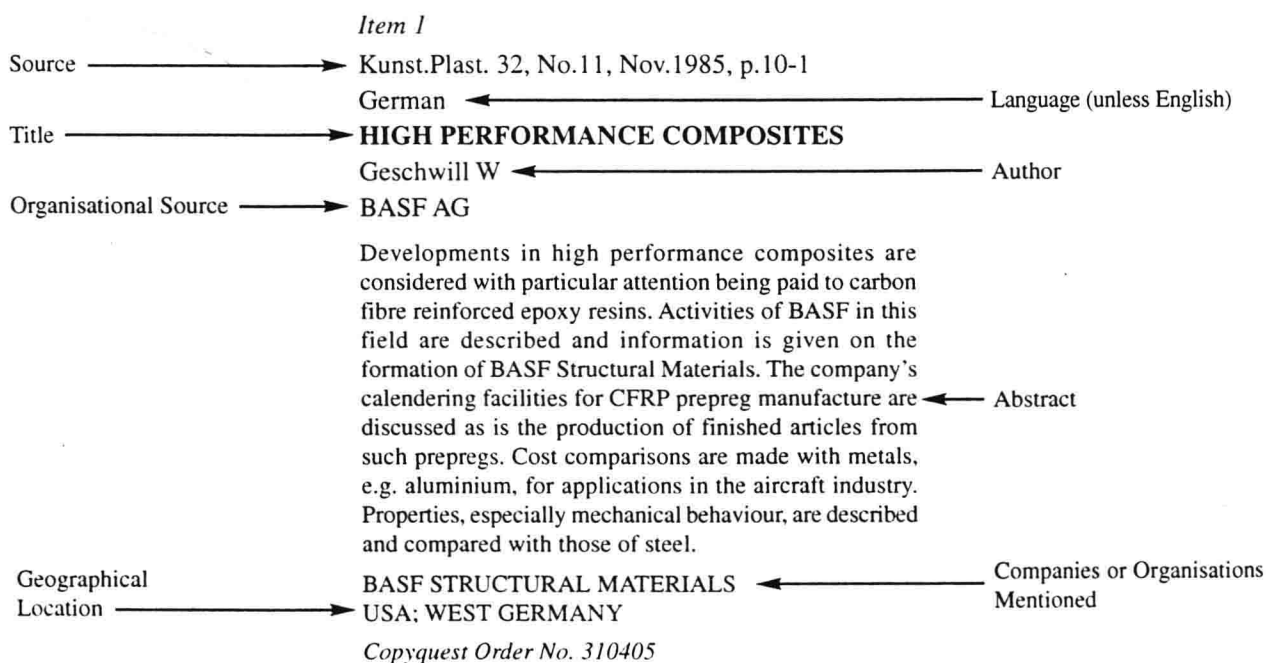 Item 1
Source Kunst.Plast. 32, No.11, Nov.1985, p.10-1
German Language (unless English)
Title HIGH PERFORMANCE COMPOSITES
Geschwill W Author
Organisational Source BASF AG
Developments in high performance composites are
considered with particular attention being paid to carbon
fibre reinforced epoxy resins. Activities of BASF in this
field are described and information is given on the
formation of BASF Structural Materials. The company's
calendering facilities for CFRP prepreg manufacture are Abstract
discussed as is the production of finished articles from
such prepregs. Cost comparisons are made with metals,
e.g. aluminium, for applications in the aircraft industry.
Properties, especially mechanical behaviour, are described
and compared with those of steel.
Geographical
Location
BASF STRUCTURAL MATERIALS
Companies or Organisations
Mentioned
USA; WEST GERMANY
Copyquest Order No. 310405